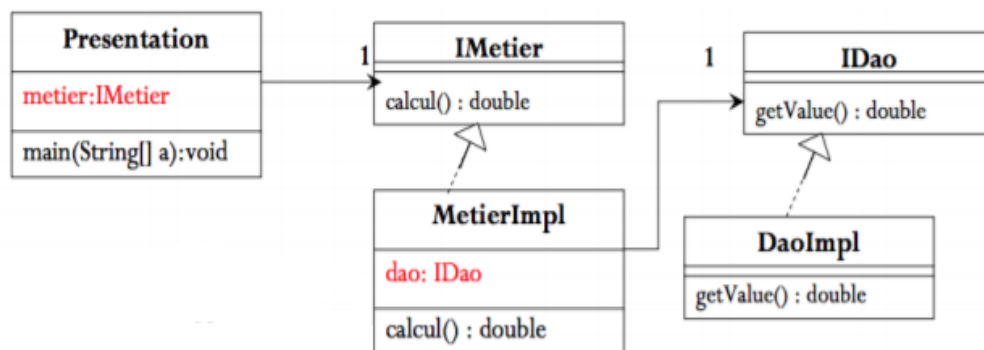 Presentation
metier:IMetier
main(String[] a):void
1
IMetier
calcul() : double
1
IDao
getValue() : double
MetierImpl
dao: IDao
calcul() : double
DaoImpl
getValue() : double